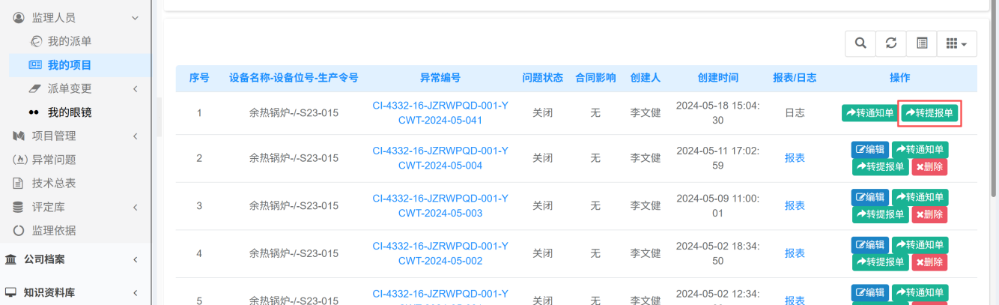 监理人员
我的派单
我的项目
派单变更
我的眼镜
项目管理
异常问题
技术总表
评定库
监理依据
公司档案
知识资料库
序号 设备名称-设备位号-生产令号 异常编号 问题状态 合同影响 创建人 创建时间 报表/日志 操作
1 余热锅炉-/-S23-015 CI-4332-16-JZRWPQD-001-Y 关闭 无 李文健 2024-05-18 15:04: 日志 转通知单 转提报单
CWT-2024-05-041 30
2 余热锅炉-/-S23-015 CI-4332-16-JZRWPQD-001-Y 关闭 无 李文健 2024-05-11 17:02: 报表 编辑 转通知单
CWT-2024-05-004 59 转提报单 删除
3 余热锅炉-/-S23-015 CI-4332-16-JZRWPQD-001-Y 关闭 无 李文健 2024-05-09 11:00: 报表 编辑 转通知单
CWT-2024-05-003 01 转提报单 删除
4 余热锅炉-/-S23-015 CI-4332-16-JZRWPQD-001-Y 关闭 无 李文健 2024-05-02 18:34: 报表 编辑 转通知单
CWT-2024-05-002 50 转提报单 删除
5 余热锅炉-/-S23-015 CI-4332-16-JZRWPQD-001-Y 关闭 无 李文健 2024-05-02 12:34: 报表 编辑 转通知单